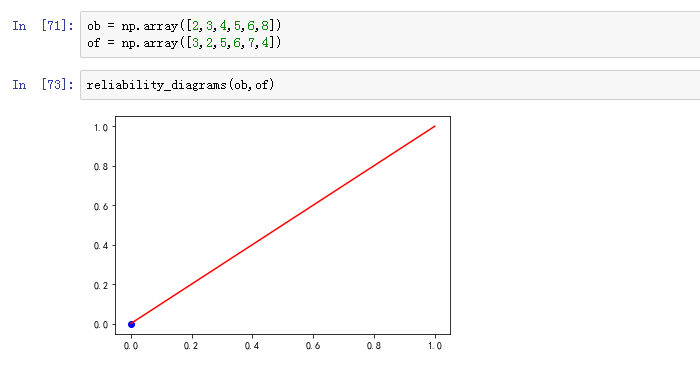 In [71]: ob = np.array([2,3,4,5,6,8])
of = np.array([3,2,5,6,7,4])
In [73]: reliability_diagrams(ob,of)
1.0
0.8
0.6
0.4
0.2
0.0
0.0 0.2 0.4 0.6 0.8 1.0